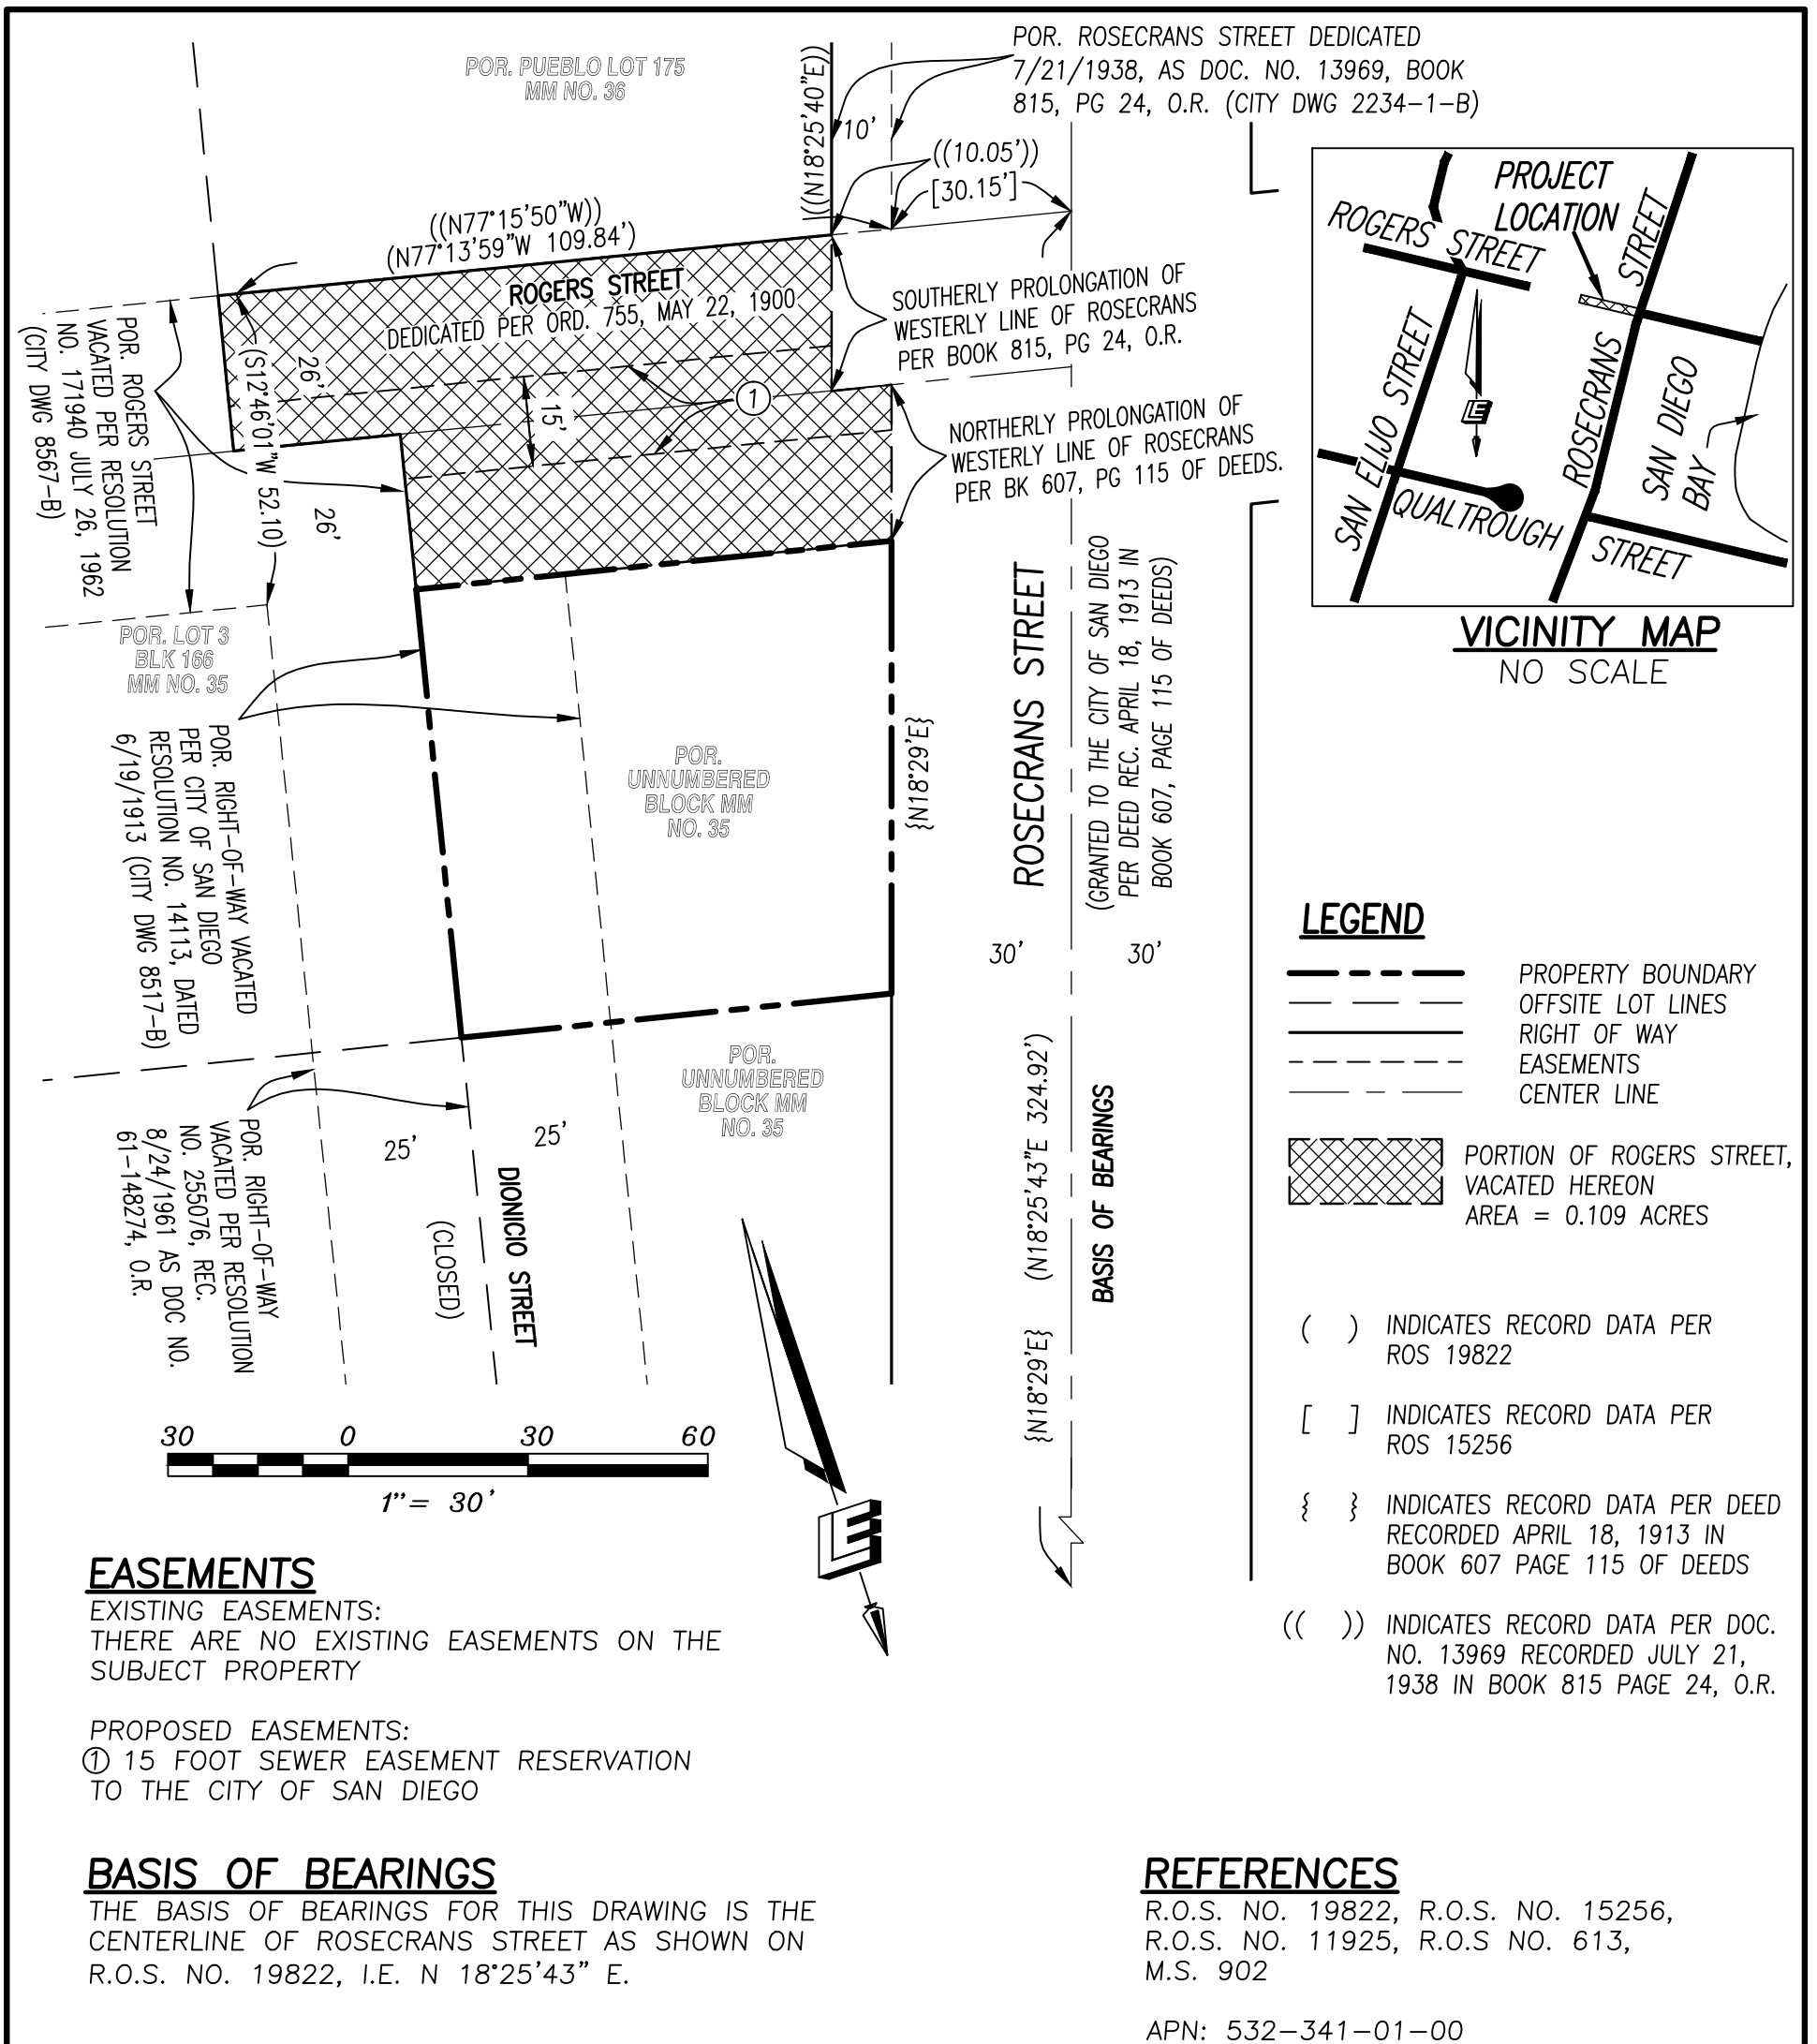 POR. PUEBLO LOT 175
MM NO. 36
((N18°25'40"E))
10'
POR. ROSECRANS STREET DEDICATED
7/21/1938, AS DOC. NO. 13969, BOOK
815, PG 24, O.R. (CITY DWG 2234-1-B)
((10.05'))
[30.15']
((N77°15'50"W))
(N77°13'59"W 109.84')
ROGERS STREET
DEDICATED PER ORD. 755, MAY 22, 1900
SOUTHERLY PROLONGATION OF
WESTERLY LINE OF ROSECRANS
PER BOOK 815, PG 24, O.R.
26'
15'
1
(S12°46'01"W 52.10)
26'
NORTHERLY PROLONGATION OF
WESTERLY LINE OF ROSECRANS
PER BK 607, PG 115 OF DEEDS.
POR. ROGERS STREET
VACATED PER RESOLUTION
NO. 171940 JULY 26, 1962
(CITY DWG 8567-B)
POR. LOT 3
BLK 166
MM NO. 35
POR. RIGHT-OF-WAY VACATED
PER CITY OF SAN DIEGO
RESOLUTION NO. 14113, DATED
6/19/1913 (CITY DWG 8517-B)
POR.
UNNUMBERED
BLOCK MM
NO. 35
{N18°29'E}
ROSECRANS STREET
(GRANTED TO THE CITY OF SAN DIEGO
PER DEED REC. APRIL 18, 1913 IN
BOOK 607, PAGE 115 OF DEEDS)
30'
30'
POR.
UNNUMBERED
BLOCK MM
NO. 35
POR. RIGHT-OF-WAY
VACATED PER RESOLUTION
NO. 255076, REC.
8/24/1961 AS DOC NO.
61-148274, O.R.
25'
25'
DIONICIO STREET
(CLOSED)
(N18°25'43"E 324.92')
{N18°29'E}
BASIS OF BEARINGS
PROJECT
LOCATION
ROGERS STREET
STREET
ROSECRANS
SAN ELIJO STREET
SAN DIEGO
BAY
QUALTROUGH
STREET
E
VICINITY MAP
NO SCALE
LEGEND
PROPERTY BOUNDARY
OFFSITE LOT LINES
RIGHT OF WAY
EASEMENTS
CENTER LINE
PORTION OF ROGERS STREET,
VACATED HEREON
AREA = 0.109 ACRES
( ) INDICATES RECORD DATA PER
ROS 19822
[ ] INDICATES RECORD DATA PER
ROS 15256
{ } INDICATES RECORD DATA PER DEED
RECORDED APRIL 18, 1913 IN
BOOK 607 PAGE 115 OF DEEDS
(( )) INDICATES RECORD DATA PER DOC.
NO. 13969 RECORDED JULY 21,
1938 IN BOOK 815 PAGE 24, O.R.
30 0 30 60
1"= 30'
E
EASEMENTS
EXISTING EASEMENTS:
THERE ARE NO EXISTING EASEMENTS ON THE
SUBJECT PROPERTY
PROPOSED EASEMENTS:
① 15 FOOT SEWER EASEMENT RESERVATION
TO THE CITY OF SAN DIEGO
BASIS OF BEARINGS
THE BASIS OF BEARINGS FOR THIS DRAWING IS THE
CENTERLINE OF ROSECRANS STREET AS SHOWN ON
R.O.S. NO. 19822, I.E. N 18°25'43" E.
REFERENCES
R.O.S. NO. 19822, R.O.S. NO. 15256,
R.O.S. NO. 11925, R.O.S NO. 613,
M.S. 902
APN: 532-341-01-00